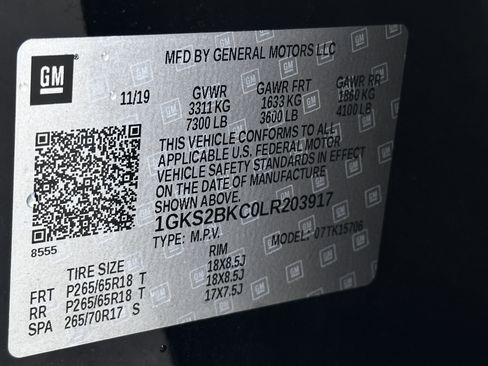 GM
MFD BY GENERAL MOTORS LLC
11/19 GVWR GAWR FRT GAWR RR
3311 KG 1633 KG 1860 KG
7300 LB 3600 LB 4100 LB
THIS VEHICLE CONFORMS TO ALL
APPLICABLE U.S. FEDERAL MOTOR
VEHICLE SAFETY STANDARDS IN EFFECT
ON THE DATE OF MANUFACTURE
SHOWN ABOVE.
1GKS2BKC0LR203917
8555 TYPE: M.P.V. MODEL: 07TK15706
TIRE SIZE RIM
FRT P265/65R18 T 18X8.5J
RR P265/65R18 T 18X8.5J
SPA 265/70R17 S 17X7.5J